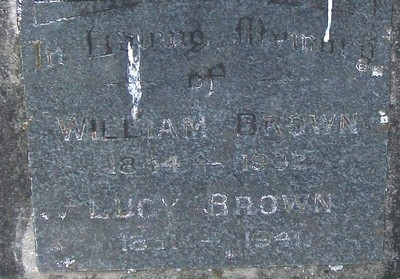 In Loving Memory
of
WILLIAM BROWN
LUCY BROWN